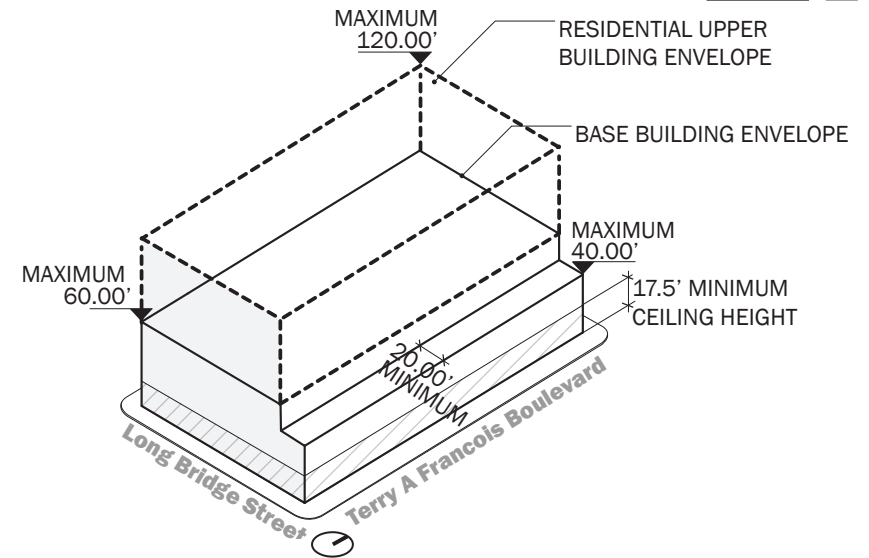 MAXIMUM
120.00’
RESIDENTIAL UPPER
BUILDING ENVELOPE
BASE BUILDING ENVELOPE
MAXIMUM
40.00’
MAXIMUM
60.00’
17.5’ MINIMUM
CEILING HEIGHT
20.00’
MINIMUM
Long Bridge Street
Terry A Francois Boulevard